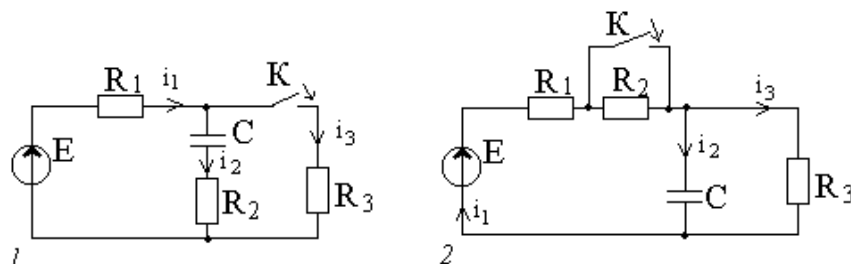 K
R1 i1 K R1 R2 i3
C i3 i2
E i2 E C R3
R2 R3 i1
1 2